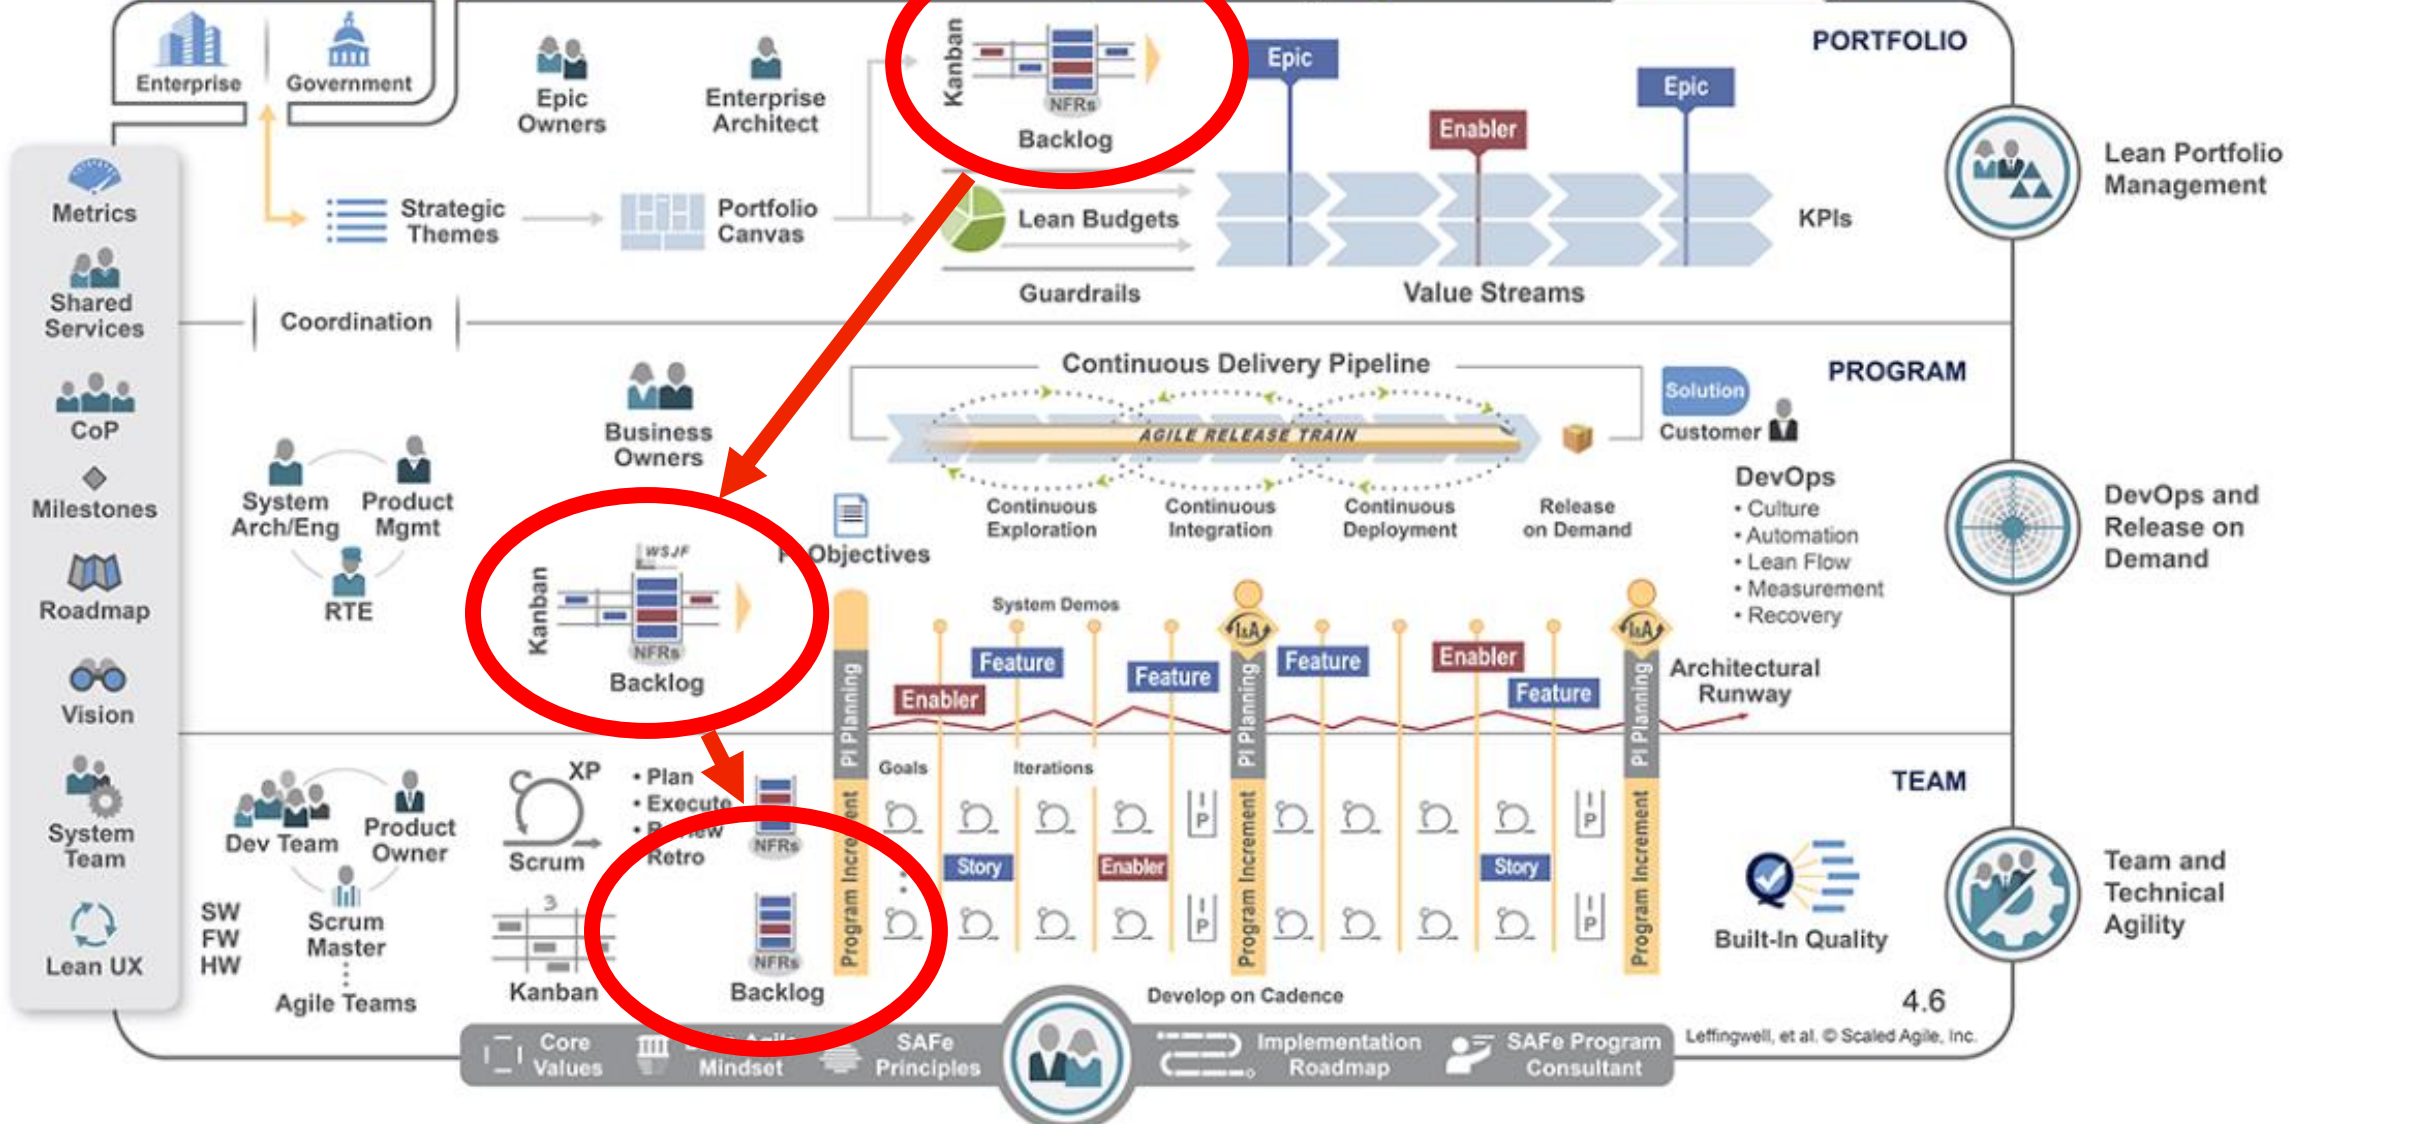 PORTFOLIO
Enterprise
Government
Epic
Owners
Enterprise
Architect
Kanban
NFRs
Backlog
Epic
Enabler
Epic
Lean Portfolio
Management
Metrics
Strategic
Themes
Portfolio
Canvas
Lean Budgets
KPIs
Guardrails
Value Streams
Shared
Services
Coordination
CoP
Milestones
Roadmap
Vision
System
Team
Lean UX
PROGRAM
Business
Owners
Continuous Delivery Pipeline
AGILE RELEASE TRAIN
Solution
Customer
System
Arch/Eng
Product
Mgmt
RTE
Objectives
Continuous
Exploration
Continuous
Integration
Continuous
Deployment
Release
on Demand
DevOps
• Culture
• Automation
• Lean Flow
• Measurement
• Recovery
DevOps and
Release on
Demand
Kanban
WSJF
NFRs
Backlog
System Demos
Enabler
Feature
Feature
I&A
Feature
Enabler
Feature
I&A
Architectural
Runway
PI Planning
PI Planning
PI Planning
TEAM
Dev Team
Product
Owner
Scrum
Master
Agile Teams
SW
FW
HW
XP
Scrum
3
Kanban
• Plan
• Execute
• Review
Retro
NFRs
NFRs
Backlog
Program Increment
Goals
Iterations
Story
Enabler
I
P
I
P
Program Increment
Story
I
P
I
P
Program Increment
Built-In Quality
Team and
Technical
Agility
Develop on Cadence
4.6
Leffingwell, et al. © Scaled Agile, Inc.
Core
Values
Mindset
SAFe
Principles
Implementation
Roadmap
SAFe Program
Consultant